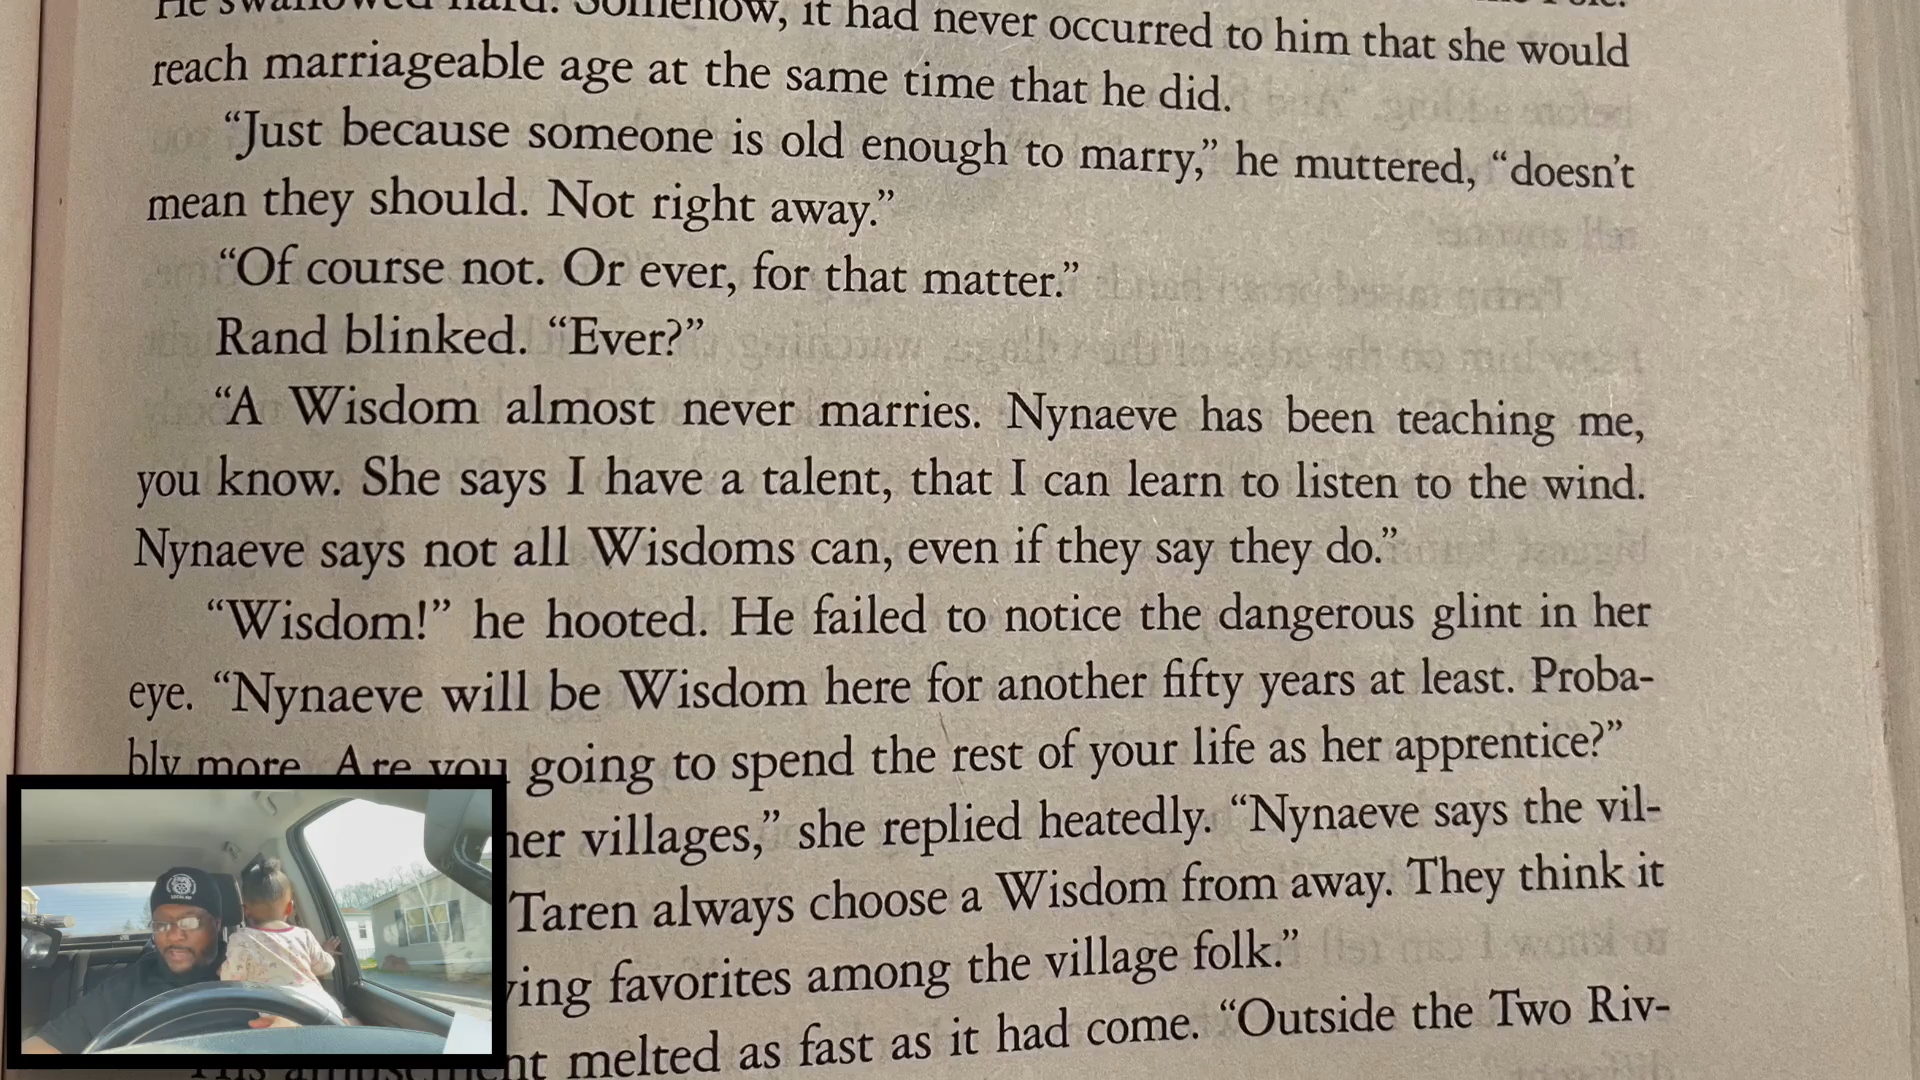 He swallowed hard. Somehow, it had never occurred to him that she would
reach marriageable age at the same time that he did.
“Just because someone is old enough to marry,” he muttered, “doesn’t
mean they should. Not right away.”
“Of course not. Or ever, for that matter.”
Rand blinked. “Ever?”
“A Wisdom almost never marries. Nynaeve has been teaching me,
you know. She says I have a talent, that I can learn to listen to the wind.
Nynaeve says not all Wisdoms can, even if they say they do.”
“Wisdom!” he hooted. He failed to notice the dangerous glint in her
eye. “Nynaeve will be Wisdom here for another fifty years at least. Proba-
bly more. Are you going to spend the rest of your life as her apprentice?”
her villages,” she replied heatedly. “Nynaeve says the vil-
Taren always choose a Wisdom from away. They think it
ying favorites among the village folk.”
His amusement melted as fast as it had come. “Outside the Two Riv-